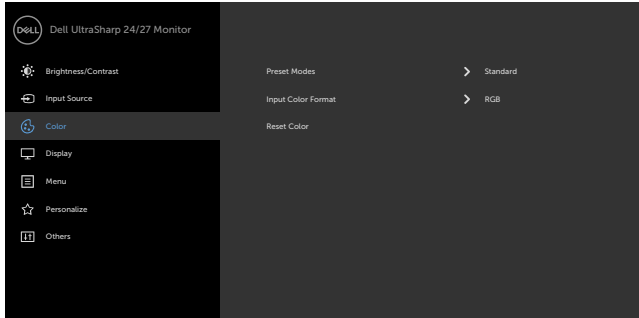 DELL Dell UltraSharp 24/27 Monitor
Brightness/Contrast
Preset Modes Standard
Input Source
Input Color Format RGB
Color
Reset Color
Display
Menu
Personalize
Others